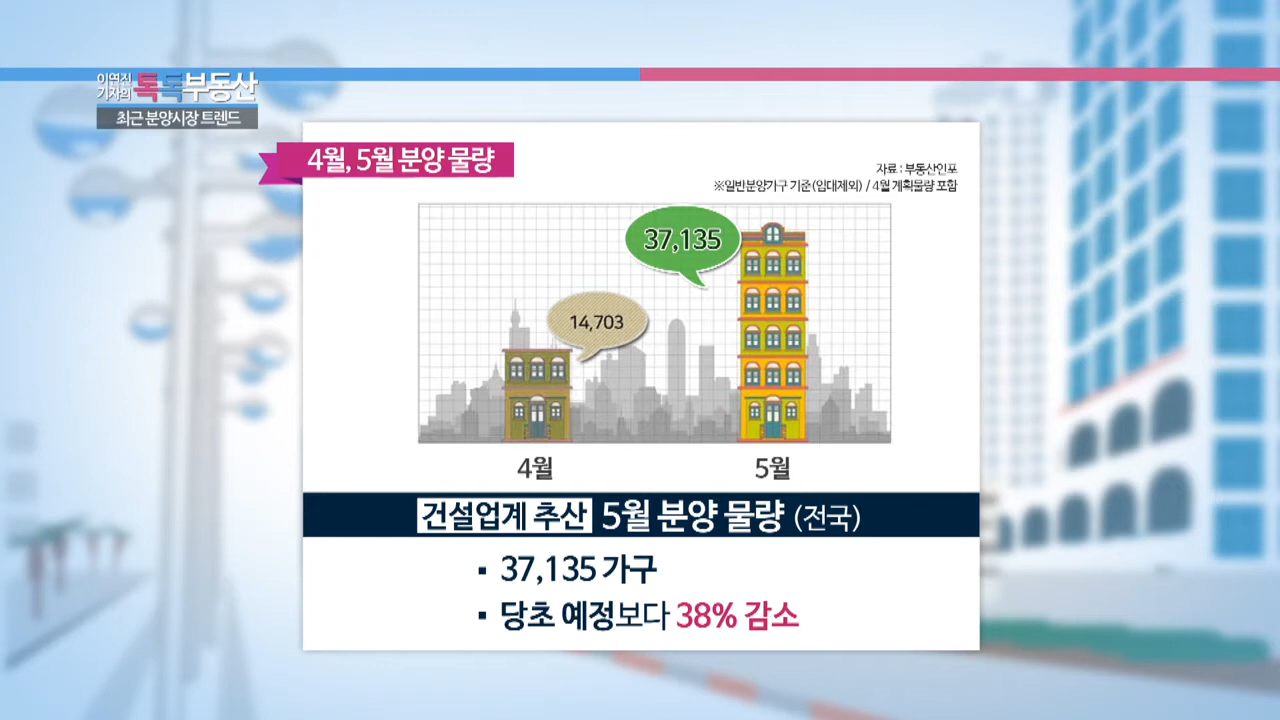 이역진
기자의 톡톡부동산
최근 분양시장 트렌드
4월, 5월 분양 물량
자료 : 부동산인포
※일반분양가구 기준(임대제외) / 4월 계획물량 포함
37,135
14,703
4월
5월
건설업계 추산 5월 분양 물량 (전국)
▪ 37,135 가구
▪ 당초 예정보다 38% 감소